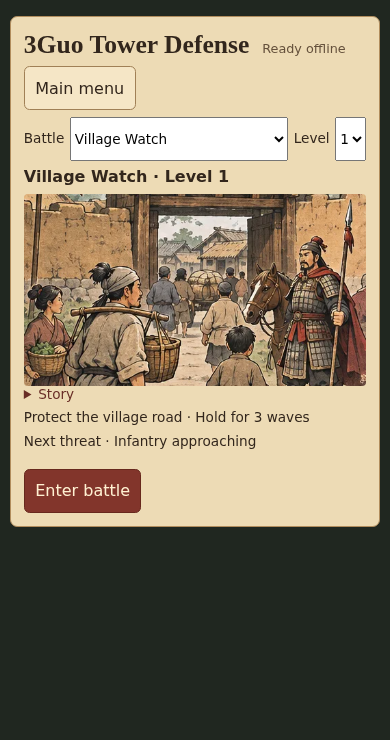 3Guo Tower Defense Ready offline
Main menu
Battle Village Watch Level 1
Village Watch · Level 1
Story
Protect the village road · Hold for 3 waves
Next threat · Infantry approaching
Enter battle